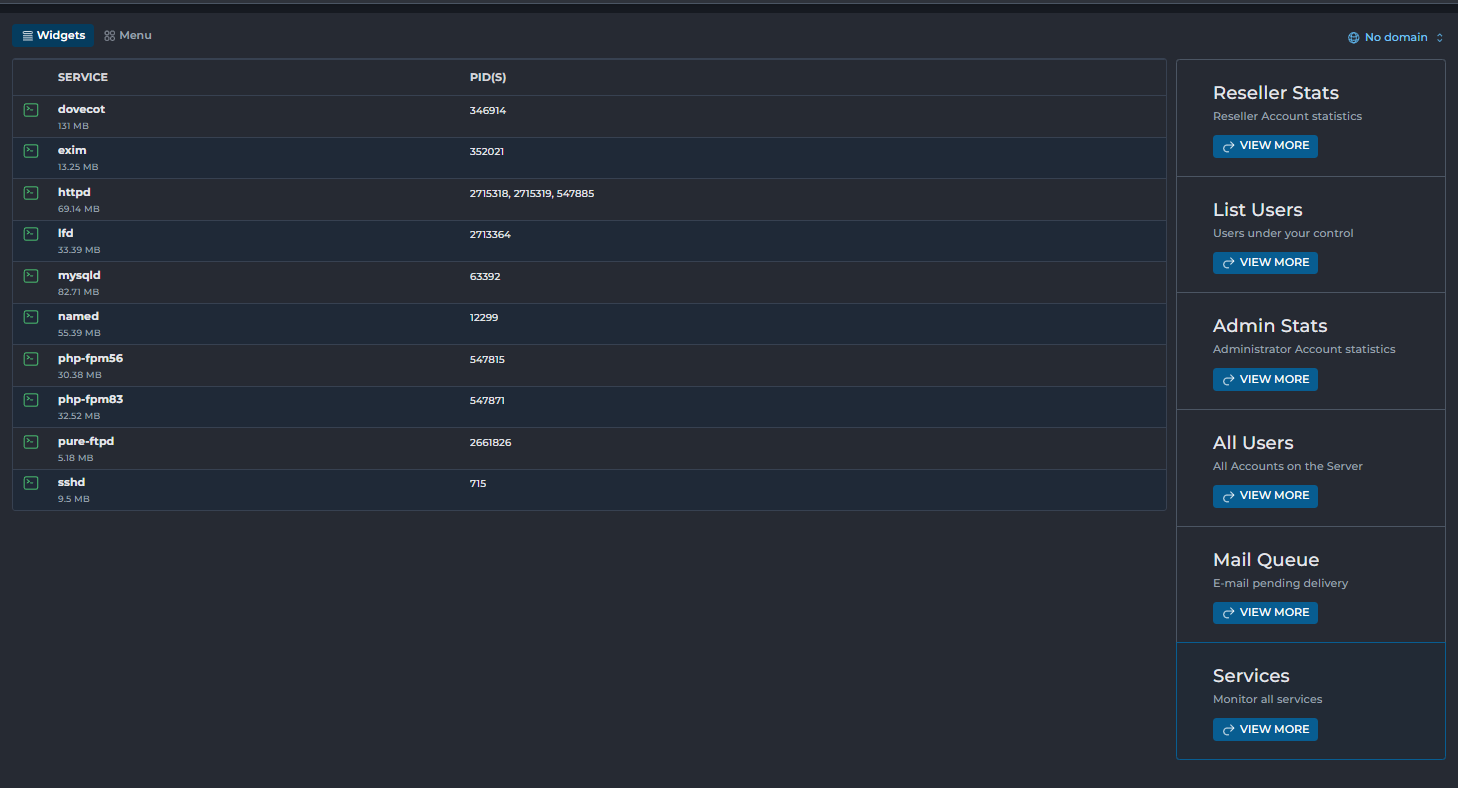 Widgets Menu
No domain
SERVICE PID(S)
dovecot 346914
131 MB
exim 352021
13.25 MB
httpd 2715318, 2715319, 547885
69.14 MB
lfd 2713364
33.39 MB
mysqld 63392
82.71 MB
named 12299
55.39 MB
php-fpm56 547815
30.38 MB
php-fpm83 547871
32.52 MB
pure-ftpd 2661826
5.18 MB
sshd 715
9.5 MB
Reseller Stats
Reseller Account statistics
VIEW MORE
List Users
Users under your control
VIEW MORE
Admin Stats
Administrator Account statistics
VIEW MORE
All Users
All Accounts on the Server
VIEW MORE
Mail Queue
E-mail pending delivery
VIEW MORE
Services
Monitor all services
VIEW MORE